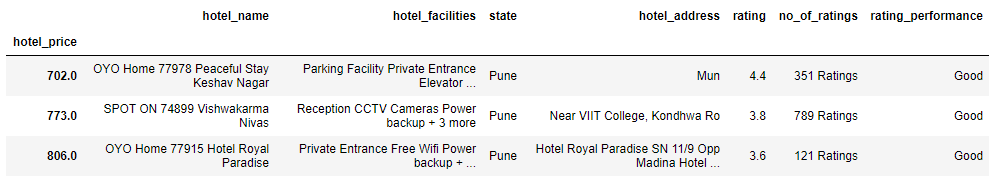 hotel_name hotel_facilities state hotel_address rating no_of_ratings rating_performance
hotel_price
702.0 OYO Home 77978 Peaceful Stay Keshav Nagar Parking Facility Private Entrance Elevator ... Pune Mun 4.4 351 Ratings Good
773.0 SPOT ON 74899 Vishwakarma Nivas Reception CCTV Cameras Power backup + 3 more Pune Near VIIT College, Kondhwa Ro 3.8 789 Ratings Good
806.0 OYO Home 77915 Hotel Royal Paradise Private Entrance Free Wifi Power backup + ... Pune Hotel Royal Paradise SN 11/9 Opp Madina Hotel ... 3.6 121 Ratings Good